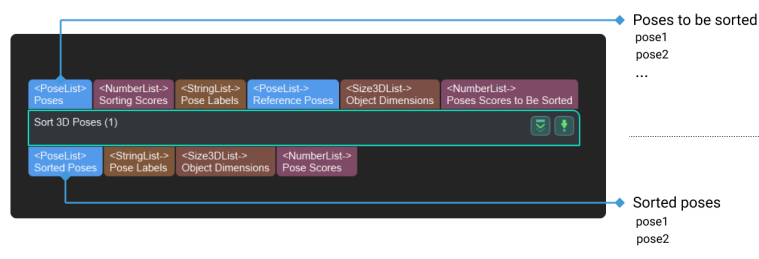 Poses to be sorted
pose1
pose2
...
<PoseList> <NumberList-> <StringList-> <PoseList-> <Size3DList-> <NumberList->
Poses Sorting Scores Pose Labels Reference Poses Object Dimensions Poses Scores to Be Sorted
Sort 3D Poses (1)
<PoseList> <StringList-> <Size3DList-> <NumberList->
Sorted Poses Pose Labels Object Dimensions Pose Scores
Sorted poses
pose1
pose2